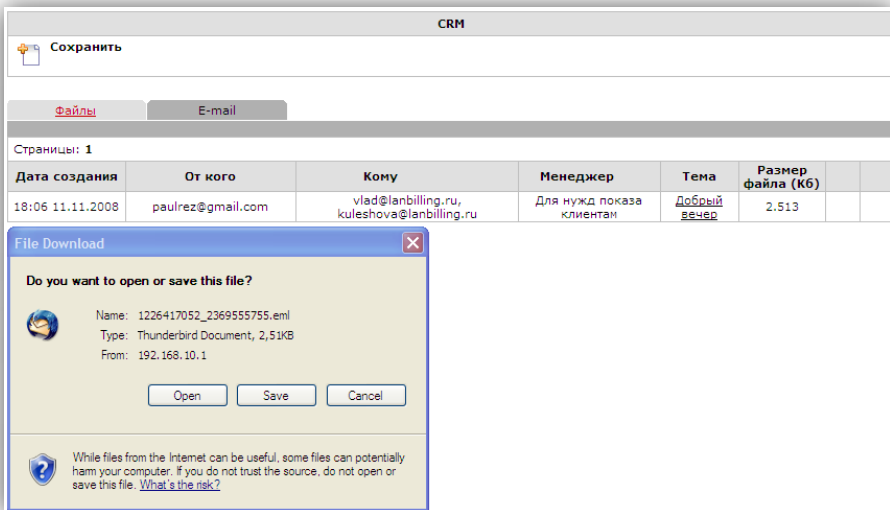 CRM
Сохранить
Файлы E-mail
Страницы: 1
Дата создания От кого Кому Менеджер Тема Размер файла (Кб)
18:06 11.11.2008 paulrez@gmail.com vlad@lanbilling.ru, kuleshova@lanbilling.ru Для нужд показа клиентам Добрый вечер 2.513
File Download
Do you want to open or save this file?
Name: 1226417052_2369555755.eml
Type: Thunderbird Document, 2,51KB
From: 192.168.10.1
Open Save Cancel
While files from the Internet can be useful, some files can potentially
harm your computer. If you do not trust the source, do not open or
save this file. What's the risk?